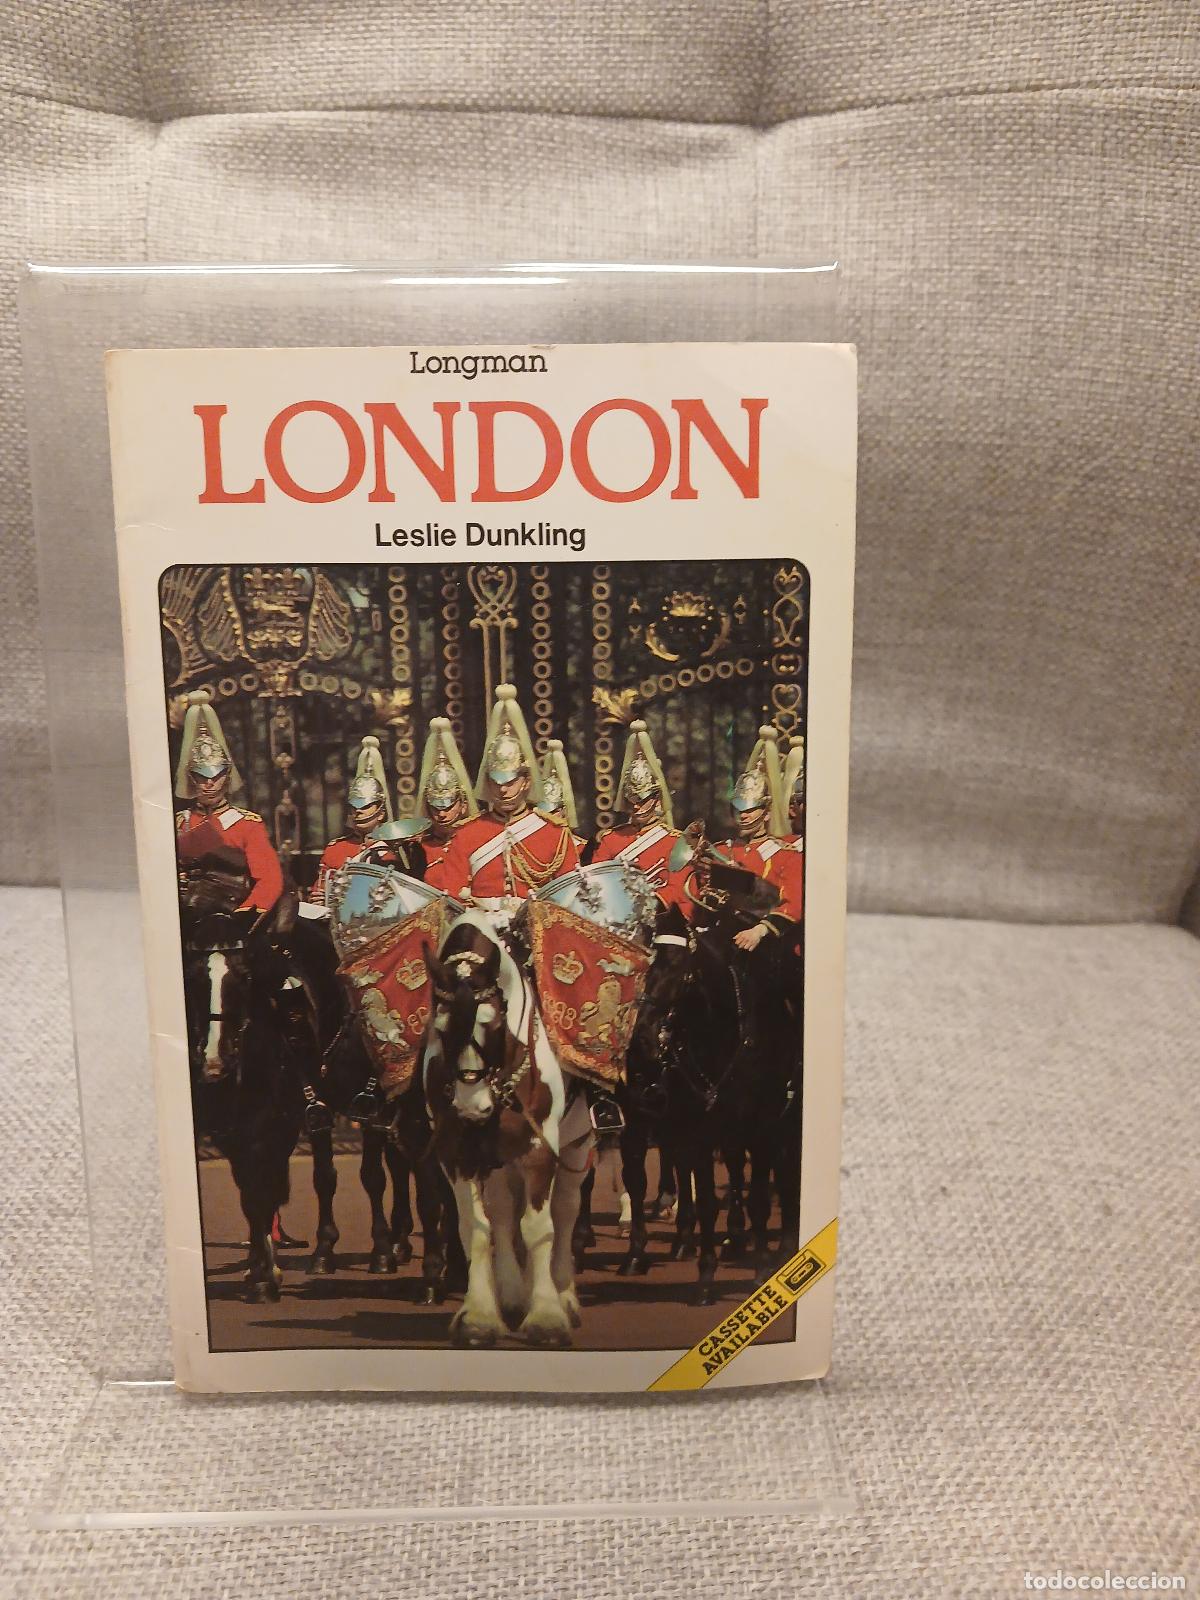 Longman
LONDON
Leslie Dunkling
CASSETTE
AVAILABLE
todocoleccion